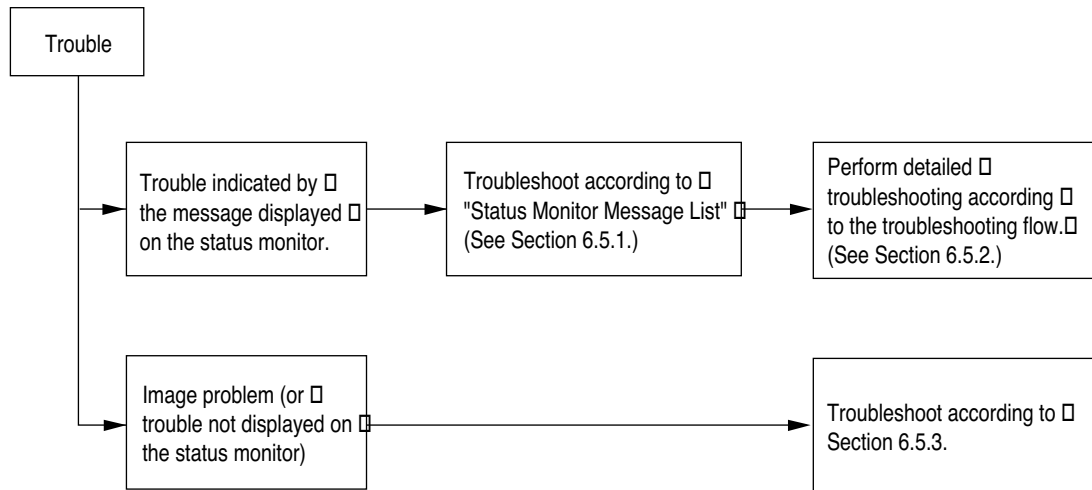 Trouble
Trouble indicated by
the message displayed
on the status monitor.
Troubleshoot according to
"Status Monitor Message List"
(See Section 6.5.1.)
Perform detailed
troubleshooting according
to the troubleshooting flow.
(See Section 6.5.2.)
Image problem (or
trouble not displayed on
the status monitor)
Troubleshoot according to
Section 6.5.3.